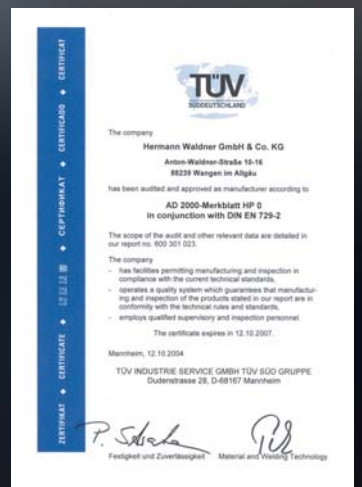 TÜV
SÜDDEUTSCHLAND
The company
Hermann Waldner GmbH & Co. KG
Anton-Waldner-Straße 10-16
88239 Wangen im Allgäu
has been audited and approved as manufacturer according to
AD 2000-Merkblatt HP 0
in conjunction with DIN EN 729-2
The scope of the audit and other relevant data are detailed in
our report no. 600 301 023.
The company
- has facilities permitting manufacturing and inspection in
compliance with the current technical standards,
- operates a quality system which guarantees that manufactur-
ing and inspection of the products stated in our report are in
conformity with the technical rules and standards,
- employs qualified supervisory and inspection personnel.
The certificate expires in 12.10.2007.
Mannheim, 12.10.2004
TÜV INDUSTRIE SERVICE GMBH TÜV SÜD GRUPPE
Dudenstrasse 28, D-68167 Mannheim
Festigkeit und Zuverlässigkeit Material and Welding Technology
ZERTIFIKAT ◆ CERTIFICATE ◆ ◆ СЕРТИФИКАТ ◆ CERTIFICADO ◆ CERTIFICAT